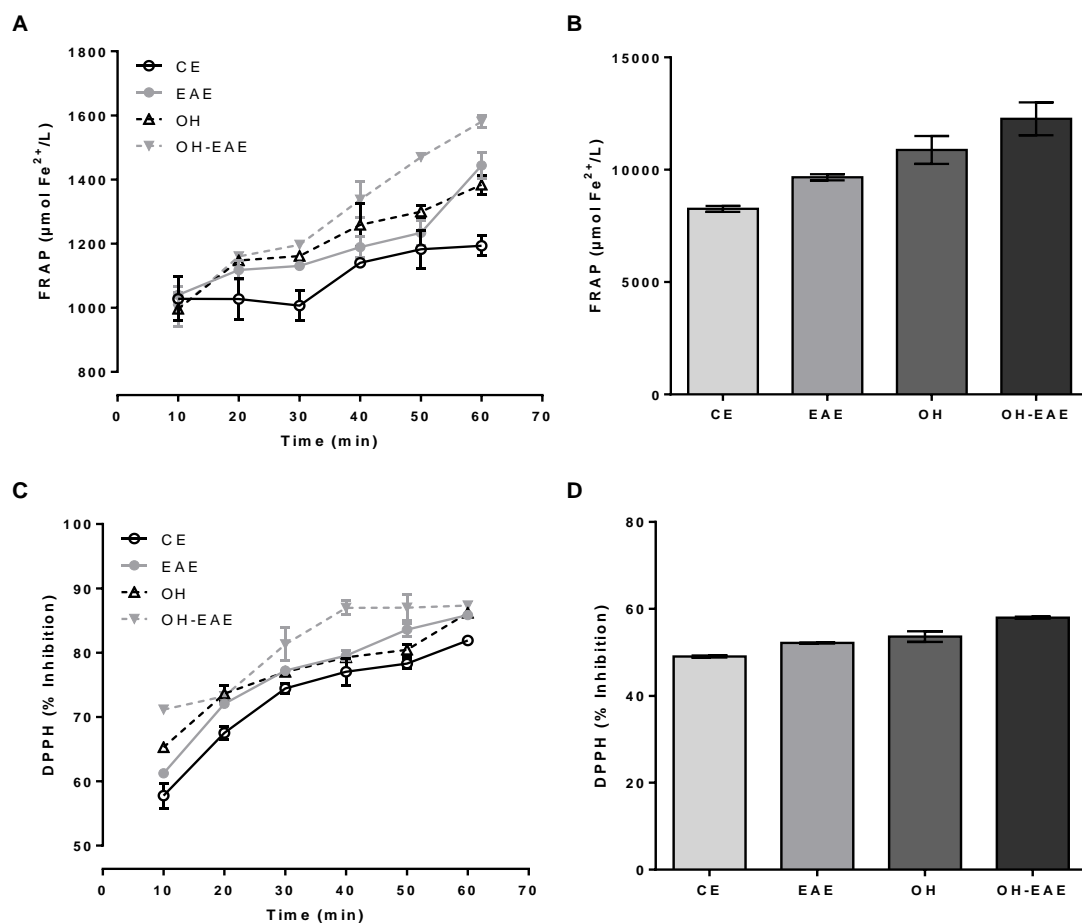 A
FRAP (µmol Fe²⁺/L)
1800
1600
1400
1200
1000
800
CE
EAE
OH
OH-EAE
0 10 20 30 40 50 60 70
Time (min)
B
FRAP (µmol Fe²⁺/L)
15000
10000
5000
0
CE EAE OH OH-EAE
C
DPPH (% Inhibition)
100
90
80
70
60
50
CE
EAE
OH
OH-EAE
0 10 20 30 40 50 60 70
Time (min)
D
DPPH (% Inhibition)
80
60
40
20
0
CE EAE OH OH-EAE